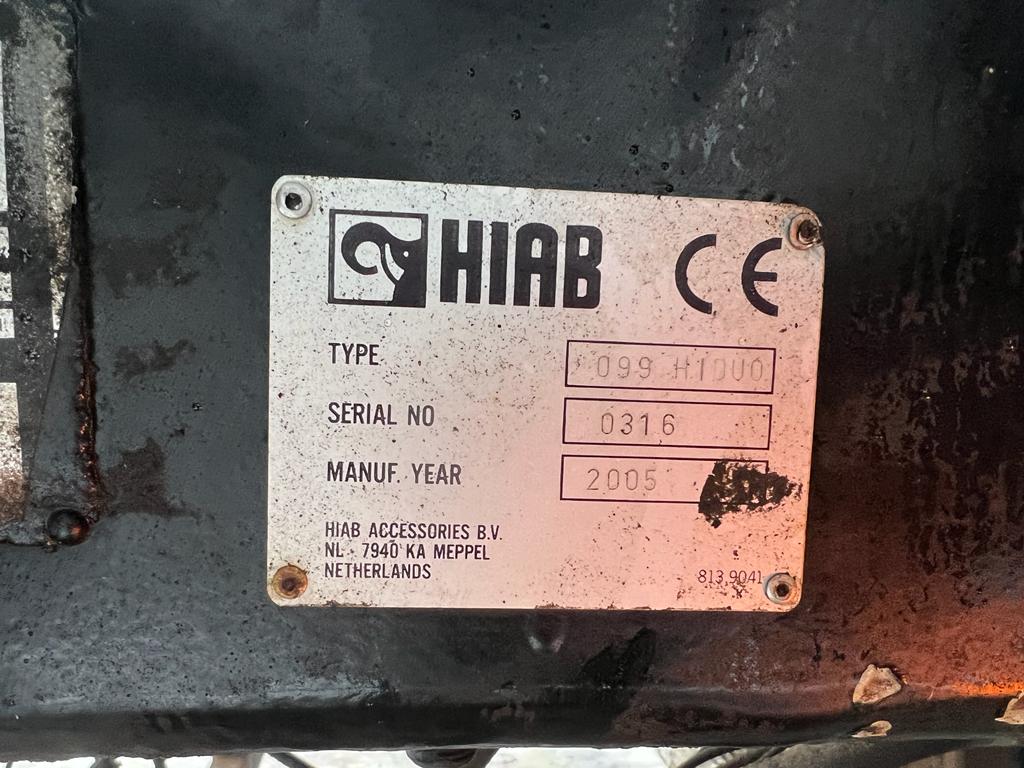 HIAB CE
TYPE 099 H1DUO
SERIAL NO 0316
MANUF. YEAR 2005
HIAB ACCESSORIES B.V.
NL - 7940 KA MEPPEL
NETHERLANDS
813.9041